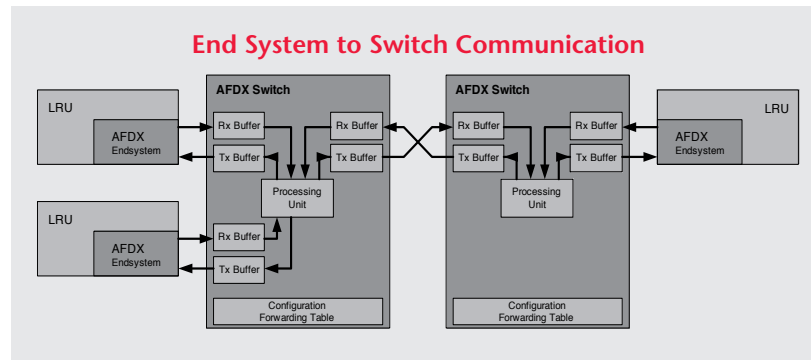 End System to Switch Communication
AFDX Switch
AFDX Switch
LRU
AFDX
Endsystem
Rx Buffer
Tx Buffer
Rx Buffer
Tx Buffer
Processing
Unit
LRU
AFDX
Endsystem
Rx Buffer
Tx Buffer
Configuration
Forwarding Table
Rx Buffer
Tx Buffer
Rx Buffer
Tx Buffer
Processing
Unit
Configuration
Forwarding Table
LRU
AFDX
Endsystem